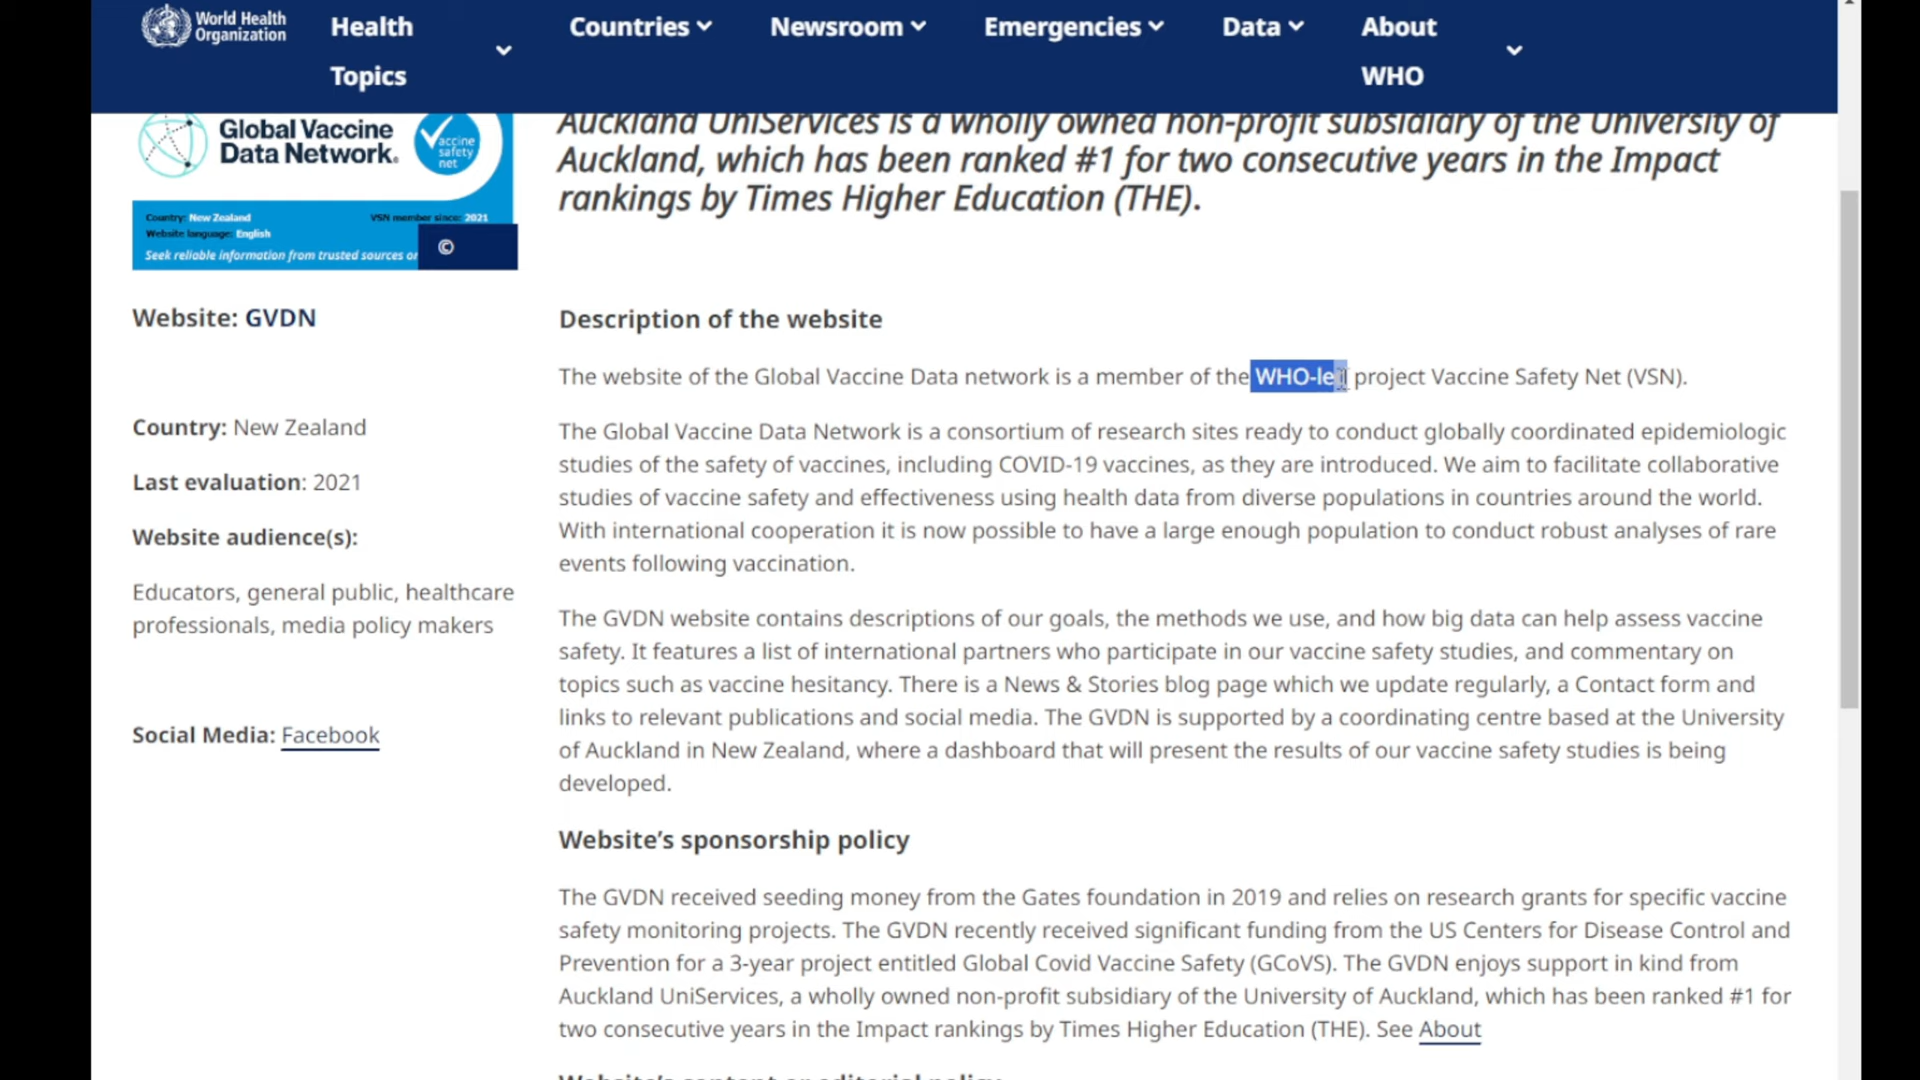 World Health
Organization
Health
Topics
Countries
Newsroom
Emergencies
Data
About
WHO
Global Vaccine
Data Network®
vaccine
safety
net
Country: New Zealand
VSN member since: 2021
Website language: English
Seek reliable information from trusted sources
©
Auckland UniServices is a wholly owned non-profit subsidiary of the University of
Auckland, which has been ranked #1 for two consecutive years in the Impact
rankings by Times Higher Education (THE).
Website: GVDN
Country: New Zealand
Last evaluation: 2021
Website audience(s):
Educators, general public, healthcare
professionals, media policy makers
Social Media: Facebook
Description of the website
The website of the Global Vaccine Data network is a member of the WHO-led project Vaccine Safety Net (VSN).
The Global Vaccine Data Network is a consortium of research sites ready to conduct globally coordinated epidemiologic
studies of the safety of vaccines, including COVID-19 vaccines, as they are introduced. We aim to facilitate collaborative
studies of vaccine safety and effectiveness using health data from diverse populations in countries around the world.
With international cooperation it is now possible to have a large enough population to conduct robust analyses of rare
events following vaccination.
The GVDN website contains descriptions of our goals, the methods we use, and how big data can help assess vaccine
safety. It features a list of international partners who participate in our vaccine safety studies, and commentary on
topics such as vaccine hesitancy. There is a News & Stories blog page which we update regularly, a Contact form and
links to relevant publications and social media. The GVDN is supported by a coordinating centre based at the University
of Auckland in New Zealand, where a dashboard that will present the results of our vaccine safety studies is being
developed.
Website's sponsorship policy
The GVDN received seeding money from the Gates foundation in 2019 and relies on research grants for specific vaccine
safety monitoring projects. The GVDN recently received significant funding from the US Centers for Disease Control and
Prevention for a 3-year project entitled Global Covid Vaccine Safety (GCoVS). The GVDN enjoys support in kind from
Auckland UniServices, a wholly owned non-profit subsidiary of the University of Auckland, which has been ranked #1 for
two consecutive years in the Impact rankings by Times Higher Education (THE). See About
Website's content or editorial policy